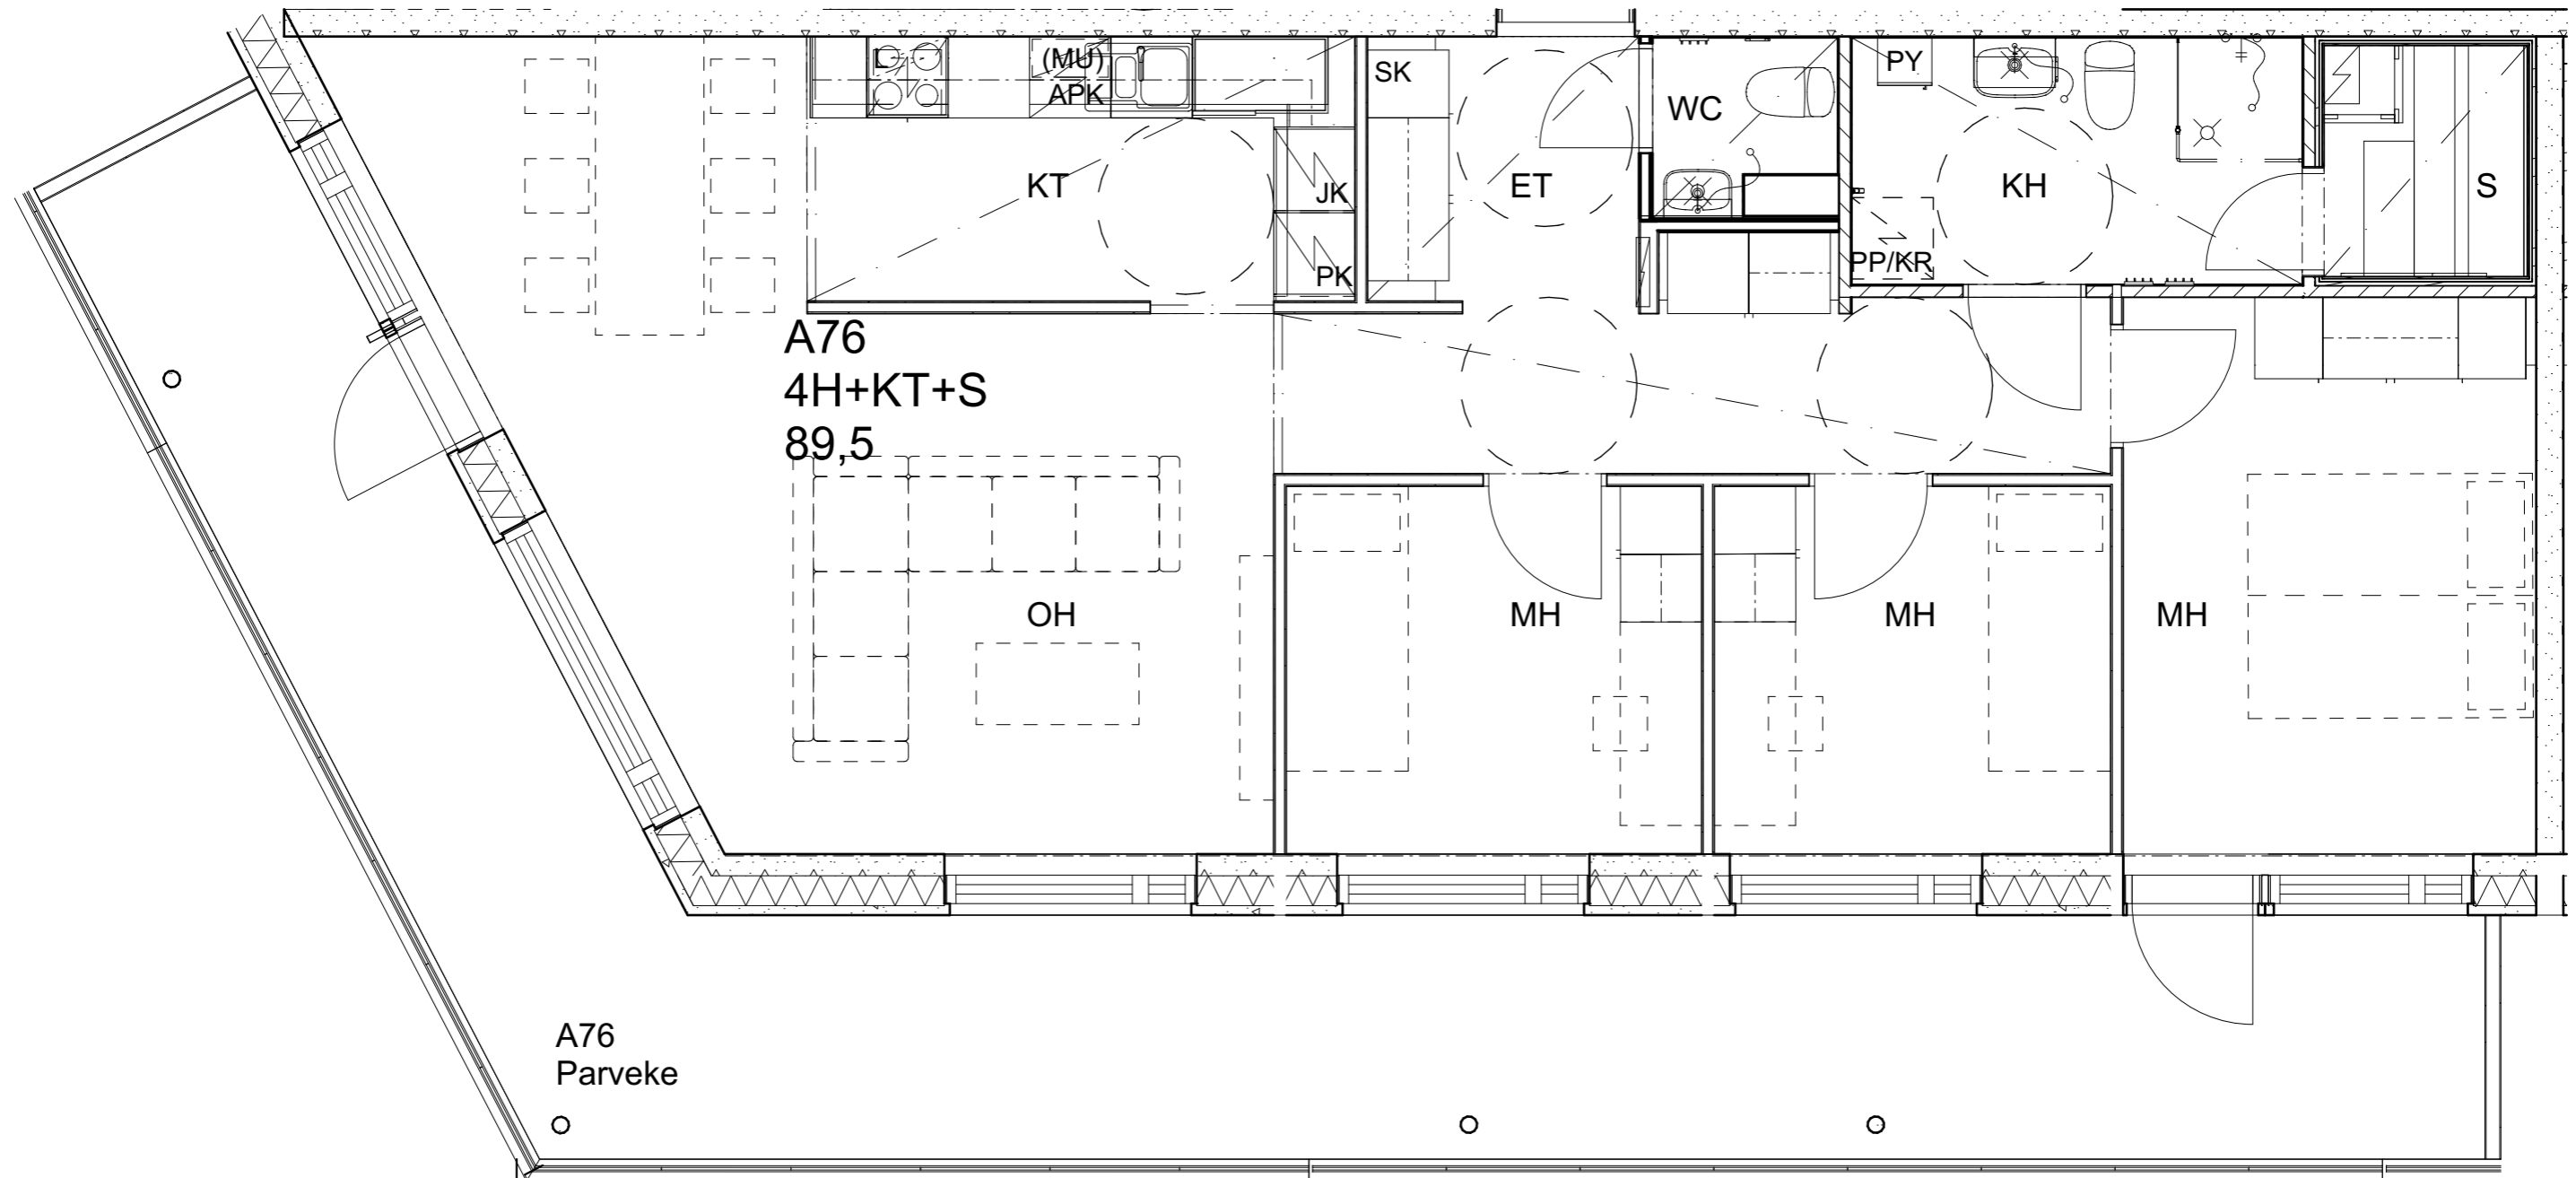 L
(MU)
APK
SK
WC
PY
KT
JK
PK
ET
KH
PP/KR
S
A76
4H+KT+S
89,5
OH
MH
MH
MH
A76
Parveke